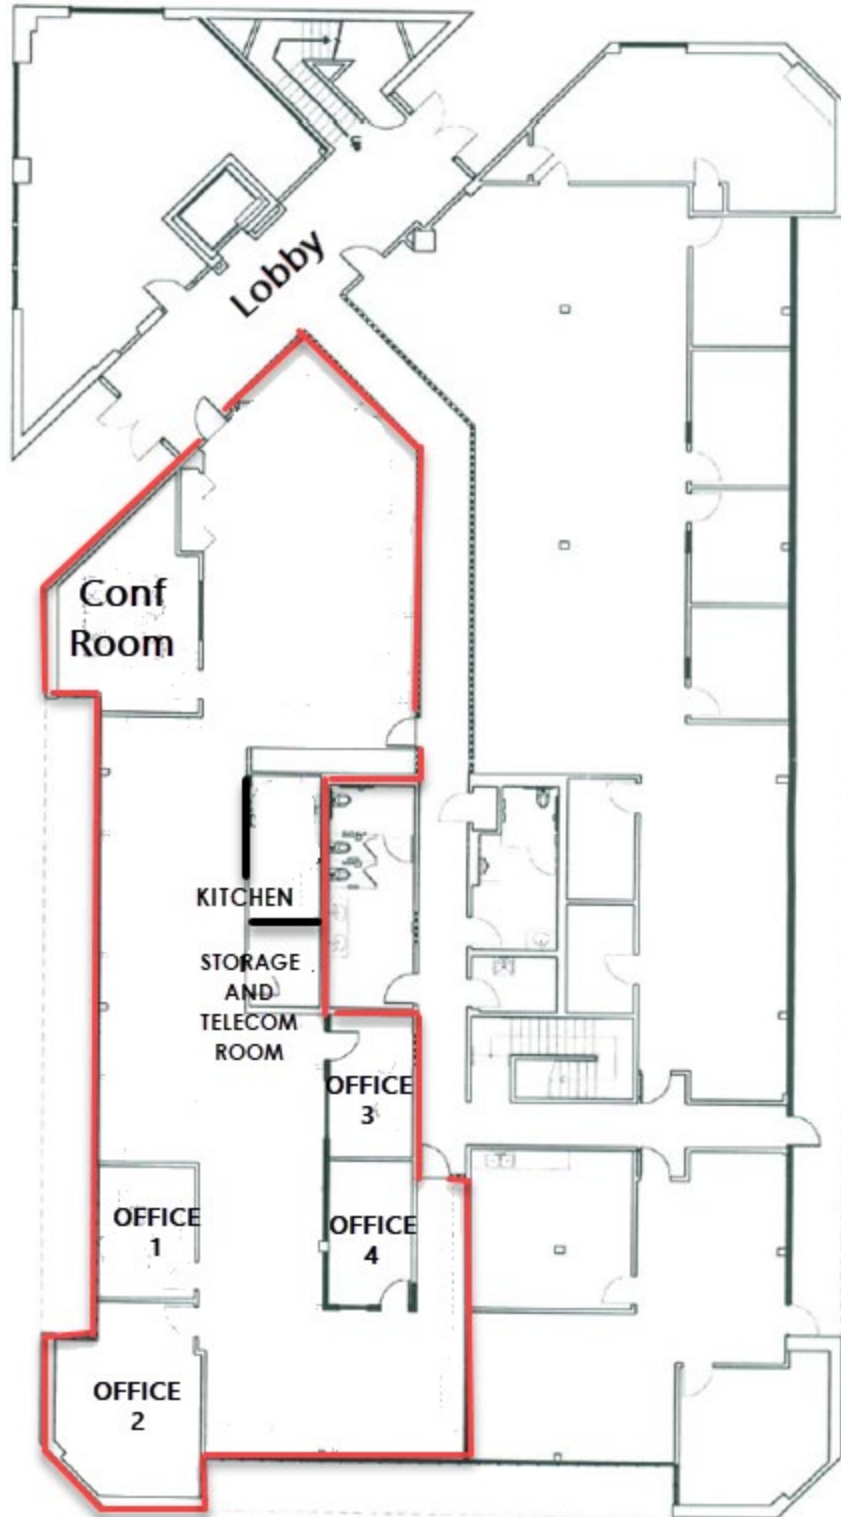 Lobby
Conf
Room
KITCHEN
STORAGE
AND
TELECOM
ROOM
OFFICE
3
OFFICE
1
OFFICE
4
OFFICE
2